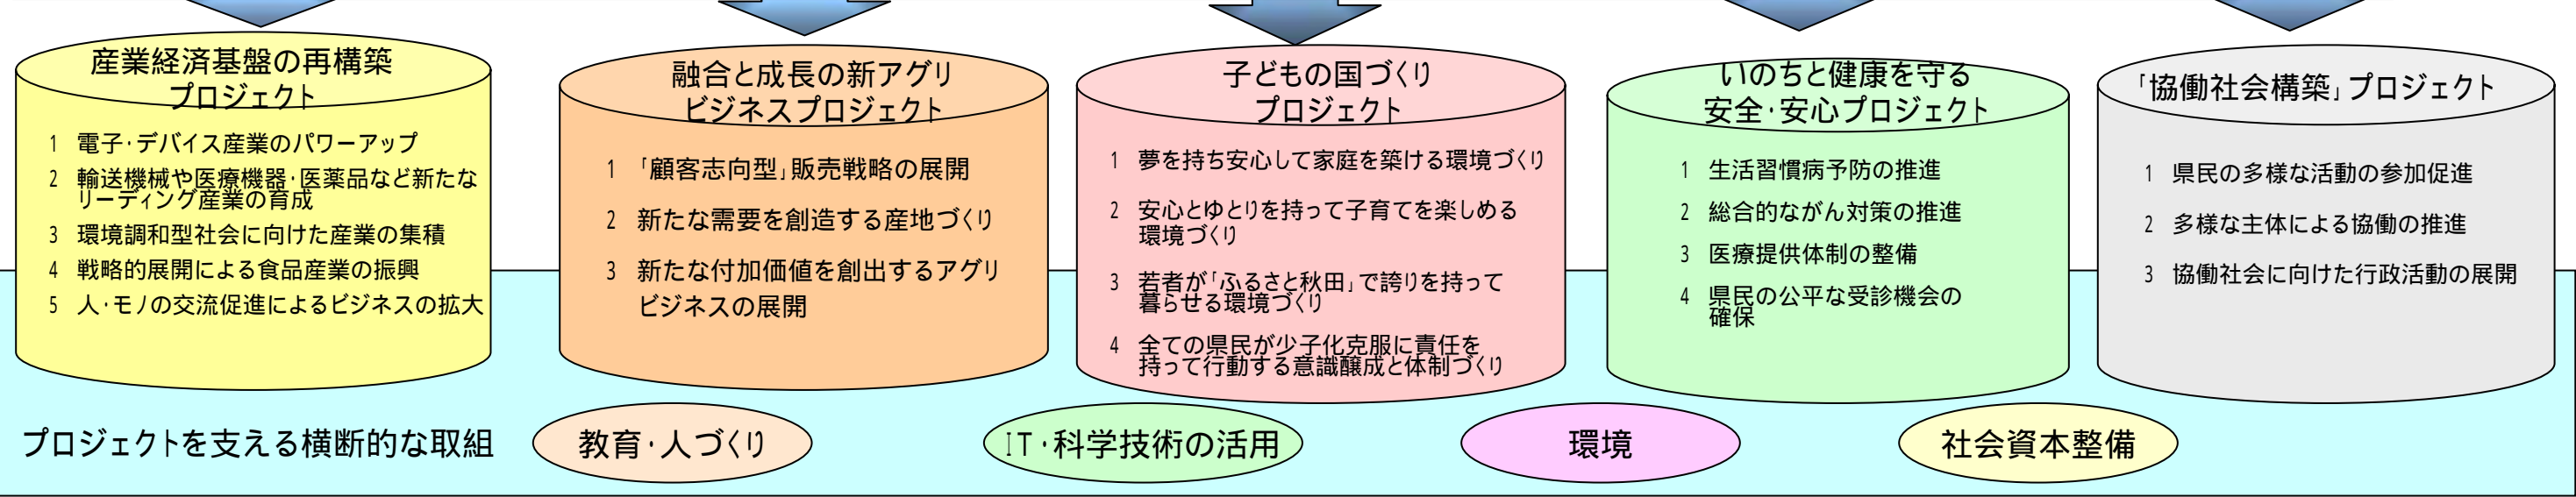 産業経済基盤の再構築
プロジェクト
1 電子・デバイス産業のパワーアップ
2 輸送機械や医療機器・医薬品など新たな
リーディング産業の育成
3 環境調和型社会に向けた産業の集積
4 戦略的展開による食品産業の振興
5 人・モノの交流促進によるビジネスの拡大
融合と成長の新アグリ
ビジネスプロジェクト
1 「顧客志向型」販売戦略の展開
2 新たな需要を創造する産地づくり
3 新たな付加価値を創出するアグリ
ビジネスの展開
子どもの国づくり
プロジェクト
1 夢を持ち安心して家庭を築ける環境づくり
2 安心とゆとりを持って子育てを楽しめる
環境づくり
3 若者が「ふるさと秋田」で誇りを持って
暮らせる環境づくり
4 全ての県民が少子化克服に責任を
持って行動する意識醸成と体制づくり
いのちと健康を守る
安全・安心プロジェクト
1 生活習慣病予防の推進
2 総合的ながん対策の推進
3 医療提供体制の整備
4 県民の公平な受診機会の
確保
「協働社会構築」プロジェクト
1 県民の多様な活動の参加促進
2 多様な主体による協働の推進
3 協働社会に向けた行政活動の展開
プロジェクトを支える横断的な取組
教育・人づくり
IT・科学技術の活用
環境
社会資本整備